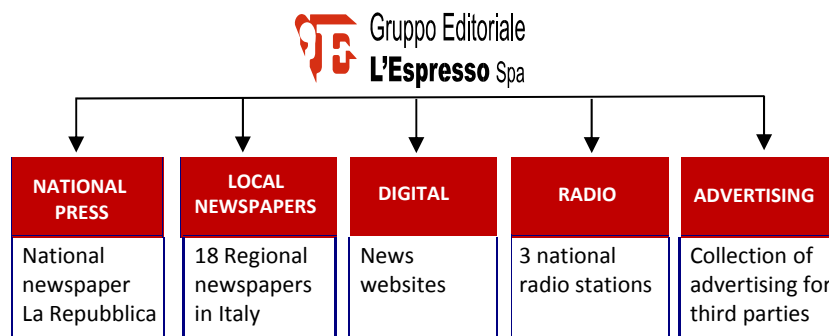 Gruppo Editoriale
L'Espresso Spa
NATIONAL
PRESS
LOCAL
NEWSPAPERS
DIGITAL
RADIO
ADVERTISING
National
newspaper
La Repubblica
18 Regional
newspapers
in Italy
News
websites
3 national
radio stations
Collection of
advertising for
third parties